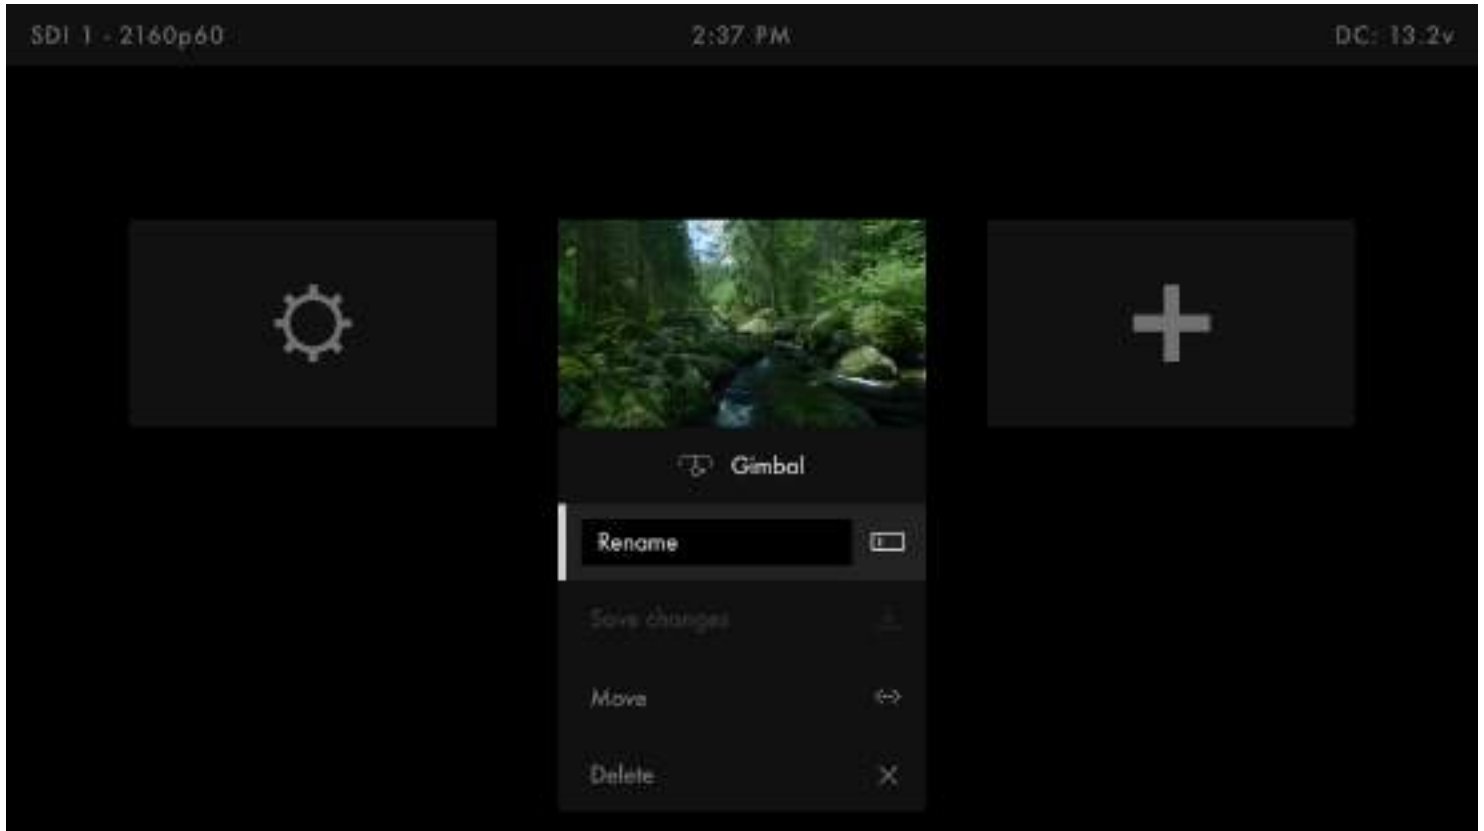 SDI 1 - 2160p60 2:37 PM DC: 13.2v
Gimbal
Rename
Save changes
Move
Delete